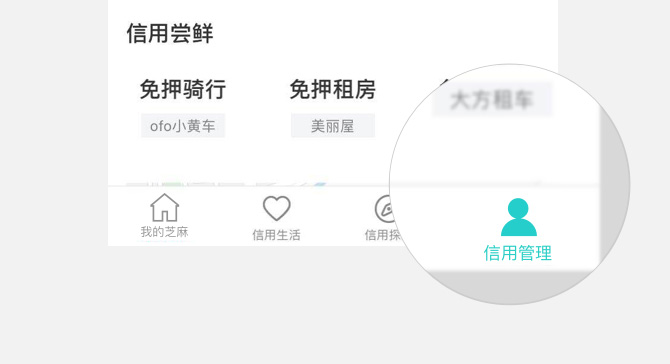 信用尝鲜
免押骑行
免押租房
ofo小黄车
美丽屋
大方租车
我的芝麻
信用生活
信用探
信用管理